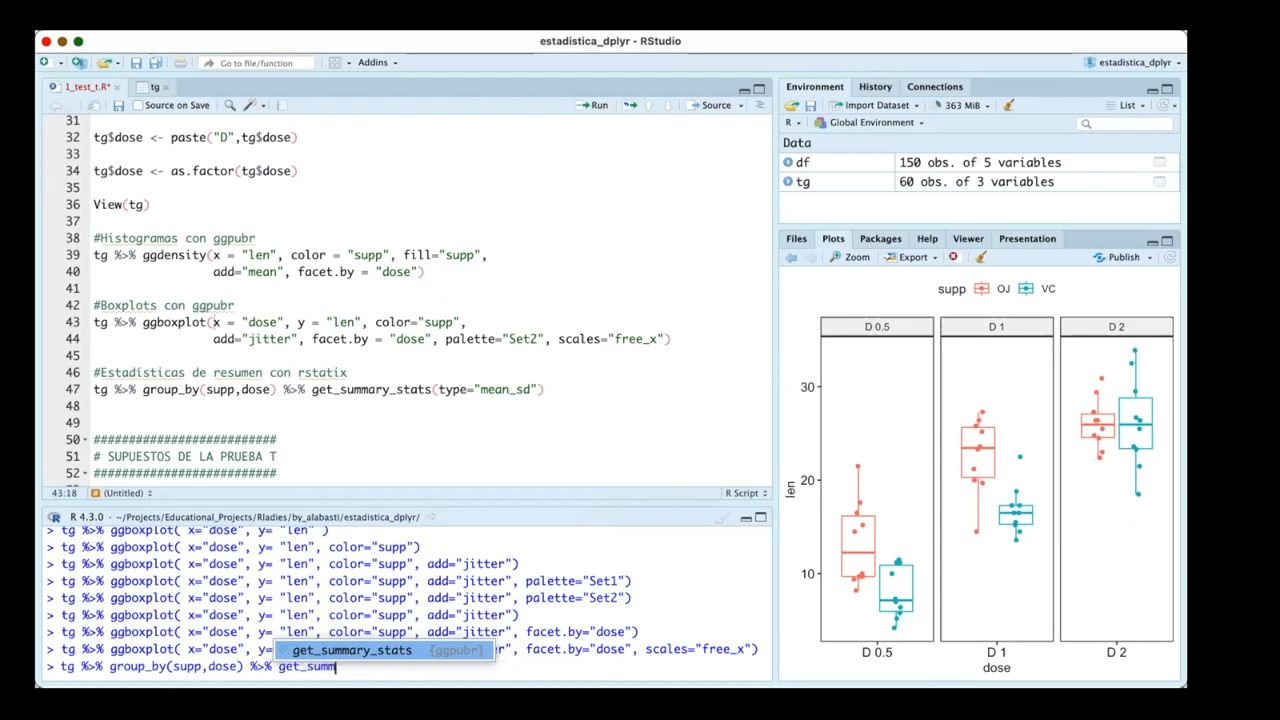 estadistica_dplyr - RStudio
Go to file/function
Addins
estadistica_dplyr
1_test_t.R*
tg
Source on Save
Run
Source
31
32 tg$dose <- paste("D",tg$dose)
33
34 tg$dose <- as.factor(tg$dose)
35
36 View(tg)
37
38 #Histogramas con ggpubr
39 tg %>% ggdensity(x = "len", color = "supp", fill="supp",
40 add="mean", facet.by = "dose")
41
42 #Boxplots con ggpubr
43 tg %>% ggboxplot(x = "dose", y = "len", color="supp",
44 add="jitter", facet.by = "dose", palette="Set2", scales="free_x")
45
46 #Estadísticas de resumen con rstatix
47 tg %>% group_by(supp,dose) %>% get_summary_stats(type="mean_sd")
48
49
50 ##########################
51 # SUPUESTOS DE LA PRUEBA T
52 ##########################
43:18 (Untitled) R Script
R 4.3.0 · ~/Projects/Educational_Projects/Rladies/by_alabasti/estadistica_dplyr/
> tg %>% ggboxplot( x="dose", y= "len" )
> tg %>% ggboxplot( x="dose", y= "len", color="supp")
> tg %>% ggboxplot( x="dose", y= "len", color="supp", add="jitter")
> tg %>% ggboxplot( x="dose", y= "len", color="supp", add="jitter", palette="Set1")
> tg %>% ggboxplot( x="dose", y= "len", color="supp", add="jitter", palette="Set2")
> tg %>% ggboxplot( x="dose", y= "len", color="supp", add="jitter")
> tg %>% ggboxplot( x="dose", y= "len", color="supp", add="jitter", facet.by="dose")
> tg %>% ggboxplot( x="dose", y= get_summary_stats {ggpubr} r", facet.by="dose", scales="free_x")
> tg %>% group_by(supp,dose) %>% get_summ
Environment History Connections
Import Dataset 363 MiB List
R Global Environment
Data
df 150 obs. of 5 variables
tg 60 obs. of 3 variables
Files Plots Packages Help Viewer Presentation
Zoom Export Publish
supp OJ VC
D 0.5 D 1 D 2
30
20
10
len
D 0.5 D 1 D 2
dose